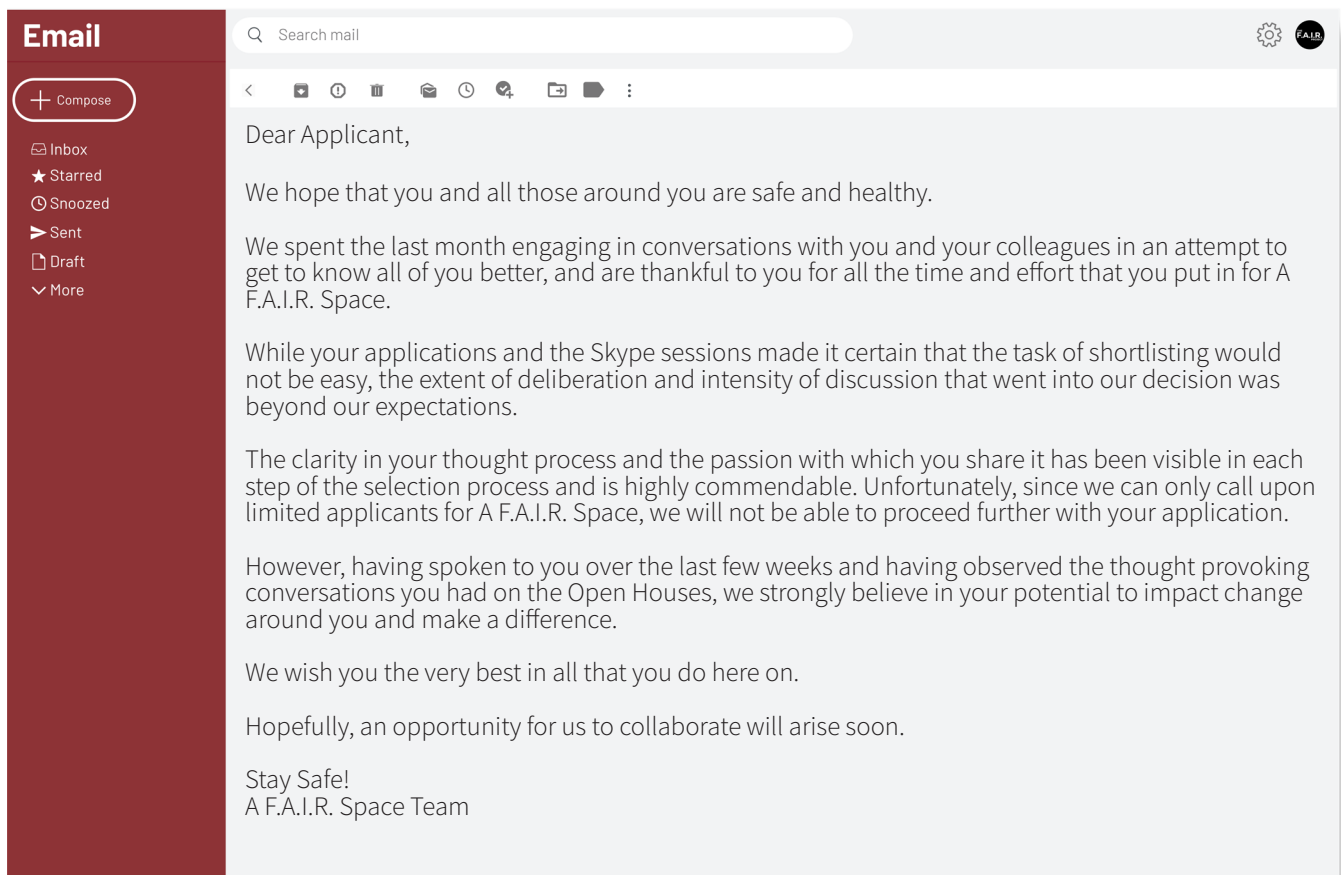 Email
Search mail
F.A.I.R.
Compose
Inbox
Starred
Snoozed
Sent
Draft
More
Dear Applicant,
We hope that you and all those around you are safe and healthy.
We spent the last month engaging in conversations with you and your colleagues in an attempt to
get to know all of you better, and are thankful to you for all the time and effort that you put in for A
F.A.I.R. Space.
While your applications and the Skype sessions made it certain that the task of shortlisting would
not be easy, the extent of deliberation and intensity of discussion that went into our decision was
beyond our expectations.
The clarity in your thought process and the passion with which you share it has been visible in each
step of the selection process and is highly commendable. Unfortunately, since we can only call upon
limited applicants for A F.A.I.R. Space, we will not be able to proceed further with your application.
However, having spoken to you over the last few weeks and having observed the thought provoking
conversations you had on the Open Houses, we strongly believe in your potential to impact change
around you and make a difference.
We wish you the very best in all that you do here on.
Hopefully, an opportunity for us to collaborate will arise soon.
Stay Safe!
A F.A.I.R. Space Team